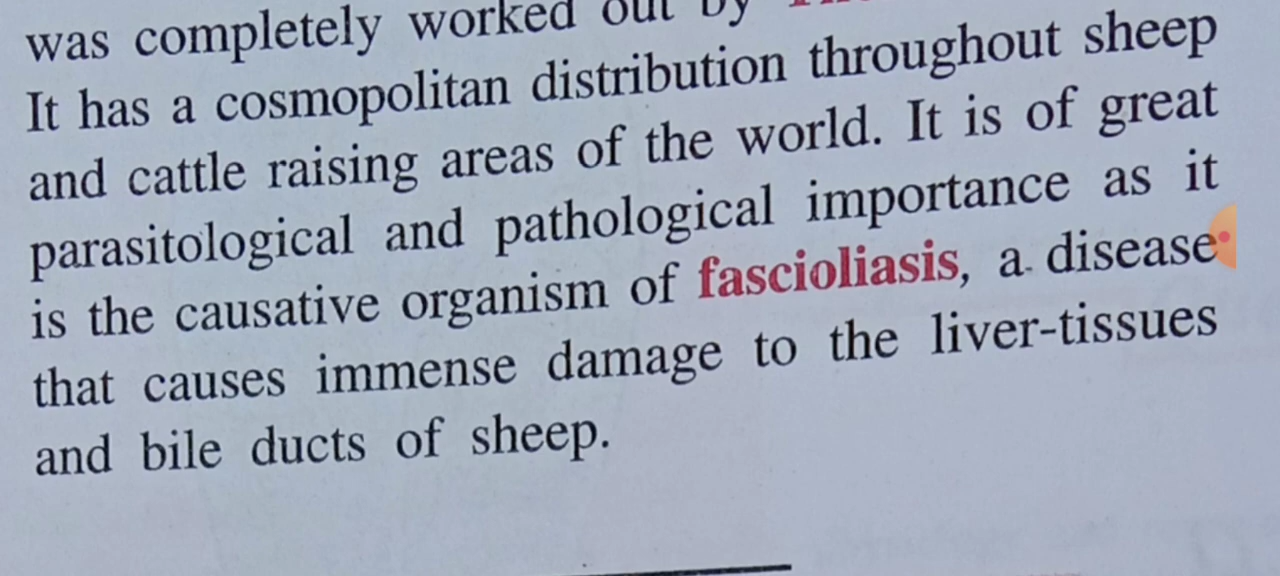 was completely worked out by
It has a cosmopolitan distribution throughout sheep
and cattle raising areas of the world. It is of great
parasitological and pathological importance as it
is the causative organism of fascioliasis, a disease
that causes immense damage to the liver-tissues
and bile ducts of sheep.